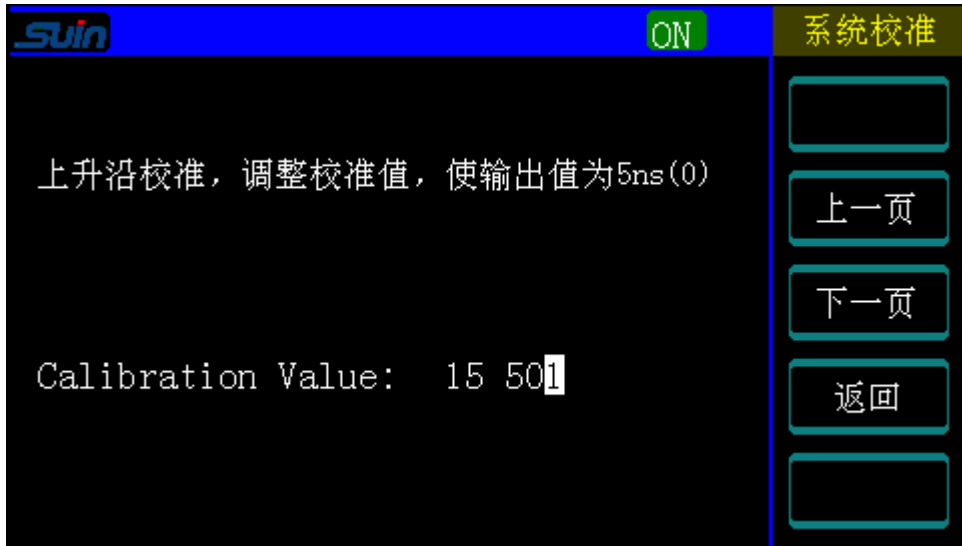 Suin
ON
系统校准
上升沿校准，调整校准值，使输出值为5ns(0)
上一页
下一页
Calibration Value: 15 501
返回